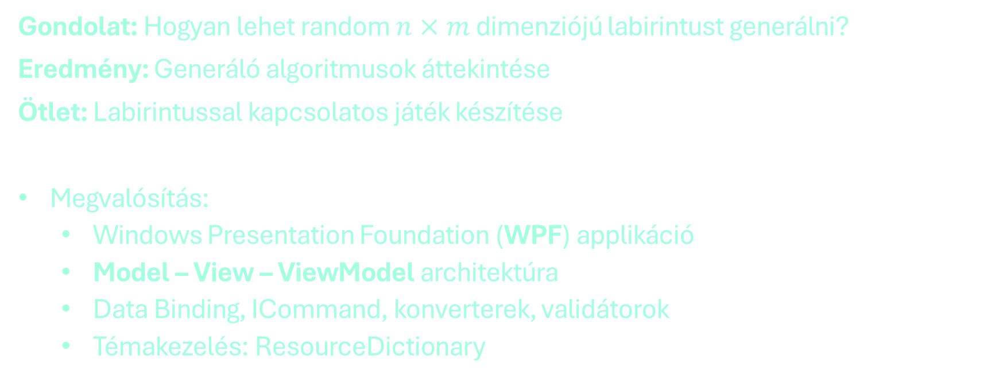 Gondolat: Hogyan lehet random n × m dimenziójú labirintust generálni?
Eredmény: Generáló algoritmusok áttekintése
Ötlet: Labirintussal kapcsolatos játék készítése
• Megvalósítás:
• Windows Presentation Foundation (WPF) applikáció
• Model – View – ViewModel architektúra
• Data Binding, ICommand, konverterek, validátorok
• Témakezelés: ResourceDictionary